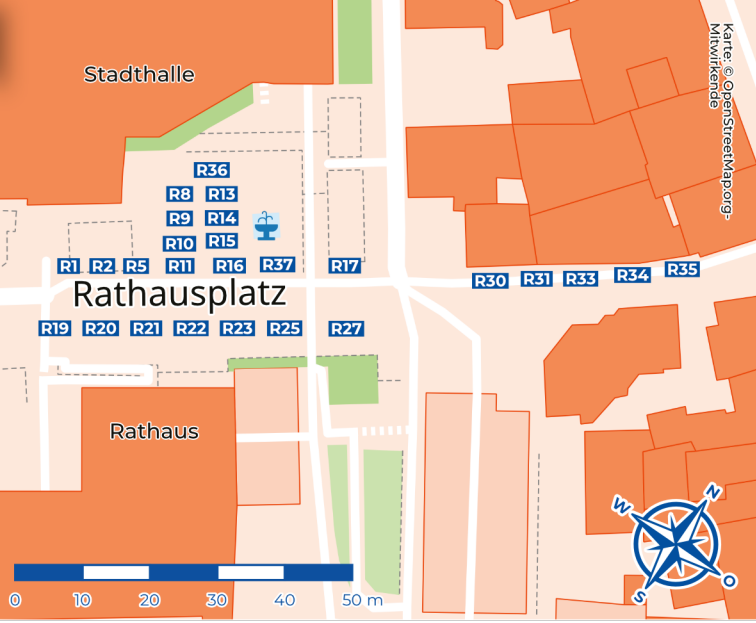 Karte: © OpenStreetMap.org-
Mitwirkende
Stadthalle
R36
R8 R13
R9 R14
R10 R15
R1 R2 R5 R11 R16 R37 R17
R30 R31 R33 R34 R35
Rathausplatz
R19 R20 R21 R22 R23 R25 R27
Rathaus
W N
S O
0 10 20 30 40 50 m